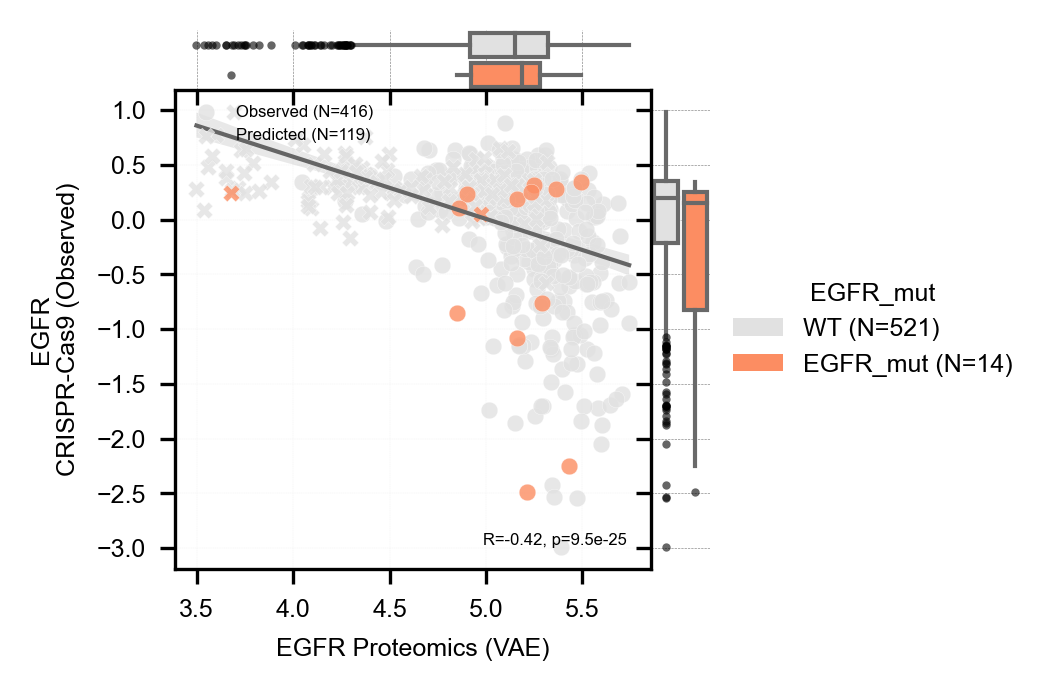 Observed (N=416)
Predicted (N=119)
1.0
0.5
0.0
−0.5
−1.0
−1.5
−2.0
−2.5
−3.0
EGFR
CRISPR-Cas9 (Observed)
R=-0.42, p=9.5e-25
3.5 4.0 4.5 5.0 5.5
EGFR Proteomics (VAE)
EGFR_mut
WT (N=521)
EGFR_mut (N=14)